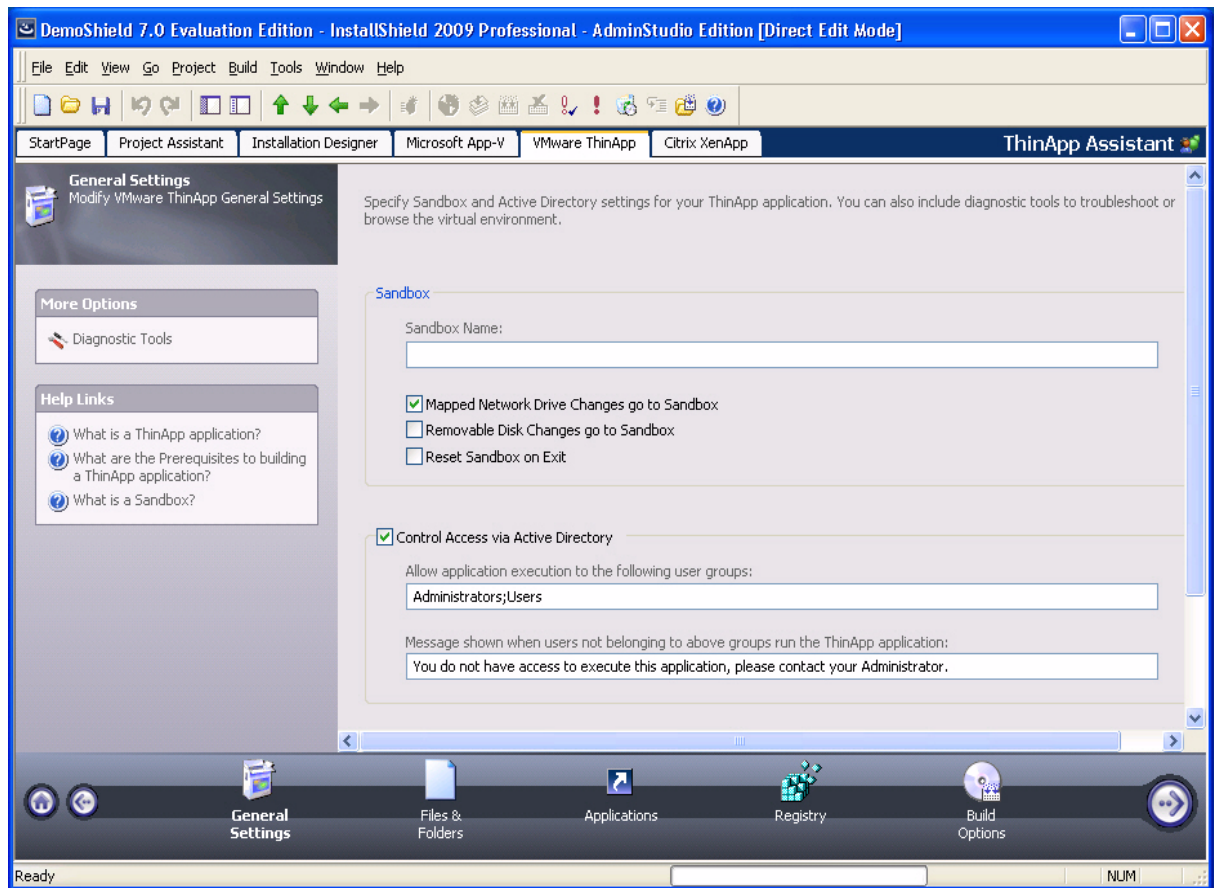 DemoShield 7.0 Evaluation Edition - InstallShield 2009 Professional - AdminStudio Edition [Direct Edit Mode]
File Edit View Go Project Build Tools Window Help
StartPage Project Assistant Installation Designer Microsoft App-V VMware ThinApp Citrix XenApp ThinApp Assistant
General Settings
Modify VMware ThinApp General Settings
More Options
Diagnostic Tools
Help Links
What is a ThinApp application?
What are the Prerequisites to building
a ThinApp application?
What is a Sandbox?
Specify Sandbox and Active Directory settings for your ThinApp application. You can also include diagnostic tools to troubleshoot or
browse the virtual environment.
Sandbox
Sandbox Name:
Mapped Network Drive Changes go to Sandbox
Removable Disk Changes go to Sandbox
Reset Sandbox on Exit
Control Access via Active Directory
Allow application execution to the following user groups:
Administrators;Users
Message shown when users not belonging to above groups run the ThinApp application:
You do not have access to execute this application, please contact your Administrator.
General
Settings
Files &
Folders
Applications
Registry
Build
Options
Ready
NUM